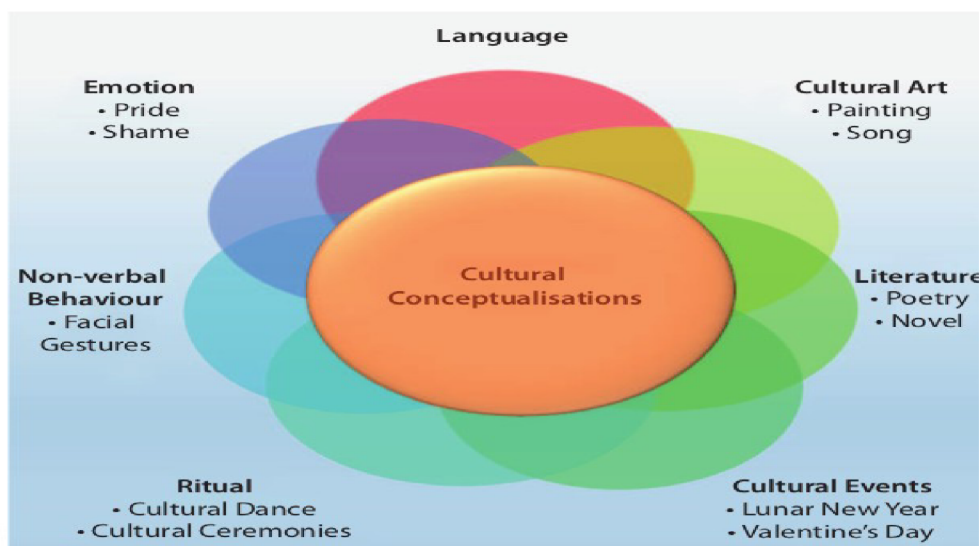 Language
Emotion
• Pride
• Shame
Cultural Art
• Painting
• Song
Non-verbal
Behaviour
• Facial
Gestures
Cultural
Conceptualisations
Literature
• Poetry
• Novel
Ritual
• Cultural Dance
• Cultural Ceremonies
Cultural Events
• Lunar New Year
• Valentine's Day